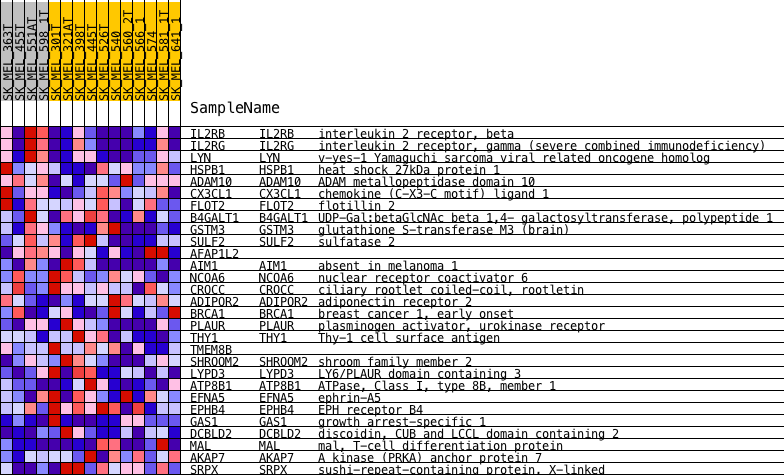 SK_MEL_363T
SK_MEL_455T
SK_MEL_551AT
SK_MEL_598_1T
SK_MEL_301T
SK_MEL_321AT
SK_MEL_398T
SK_MEL_445T
SK_MEL_526T
SK_MEL_540
SK_MEL_560_2T
SK_MEL_566_1
SK_MEL_574
SK_MEL_581_1T
SK_MEL_641_1
SampleName
IL2RB IL2RB interleukin 2 receptor, beta
IL2RG IL2RG interleukin 2 receptor, gamma (severe combined immunodeficiency)
LYN LYN v-yes-1 Yamaguchi sarcoma viral related oncogene homolog
HSPB1 HSPB1 heat shock 27kDa protein 1
ADAM10 ADAM10 ADAM metallopeptidase domain 10
CX3CL1 CX3CL1 chemokine (C-X3-C motif) ligand 1
FLOT2 FLOT2 flotillin 2
B4GALT1 B4GALT1 UDP-Gal:betaGlcNAc beta 1,4- galactosyltransferase, polypeptide 1
GSTM3 GSTM3 glutathione S-transferase M3 (brain)
SULF2 SULF2 sulfatase 2
AFAP1L2
AIM1 AIM1 absent in melanoma 1
NCOA6 NCOA6 nuclear receptor coactivator 6
CROCC CROCC ciliary rootlet coiled-coil, rootletin
ADIPOR2 ADIPOR2 adiponectin receptor 2
BRCA1 BRCA1 breast cancer 1, early onset
PLAUR PLAUR plasminogen activator, urokinase receptor
THY1 THY1 Thy-1 cell surface antigen
TMEM8B
SHROOM2 SHROOM2 shroom family member 2
LYPD3 LYPD3 LY6/PLAUR domain containing 3
ATP8B1 ATP8B1 ATPase, Class I, type 8B, member 1
EFNA5 EFNA5 ephrin-A5
EPHB4 EPHB4 EPH receptor B4
GAS1 GAS1 growth arrest-specific 1
DCBLD2 DCBLD2 discoidin, CUB and LCCL domain containing 2
MAL MAL mal, T-cell differentiation protein
AKAP7 AKAP7 A kinase (PRKA) anchor protein 7
SRPX SRPX sushi-repeat-containing protein, X-linked